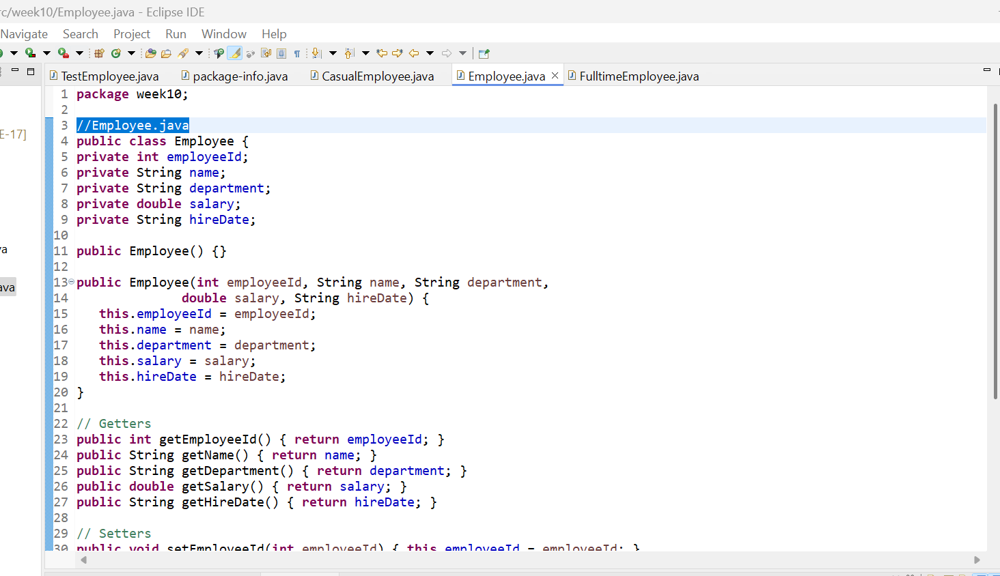 rc/week10/Employee.java - Eclipse IDE
Navigate Search Project Run Window Help
TestEmployee.java package-info.java CasualEmployee.java Employee.java FulltimeEmployee.java
E-17]
va
ava
1 package week10;
2
3 //Employee.java
4 public class Employee {
5 private int employeeId;
6 private String name;
7 private String department;
8 private double salary;
9 private String hireDate;
10
11 public Employee() {}
12
13 public Employee(int employeeId, String name, String department,
14 double salary, String hireDate) {
15 this.employeeId = employeeId;
16 this.name = name;
17 this.department = department;
18 this.salary = salary;
19 this.hireDate = hireDate;
20 }
21
22 // Getters
23 public int getEmployeeId() { return employeeId; }
24 public String getName() { return name; }
25 public String getDepartment() { return department; }
26 public double getSalary() { return salary; }
27 public String getHireDate() { return hireDate; }
28
29 // Setters
30 public void setEmployeeId(int employeeId) { this.employeeId = employeeId; }